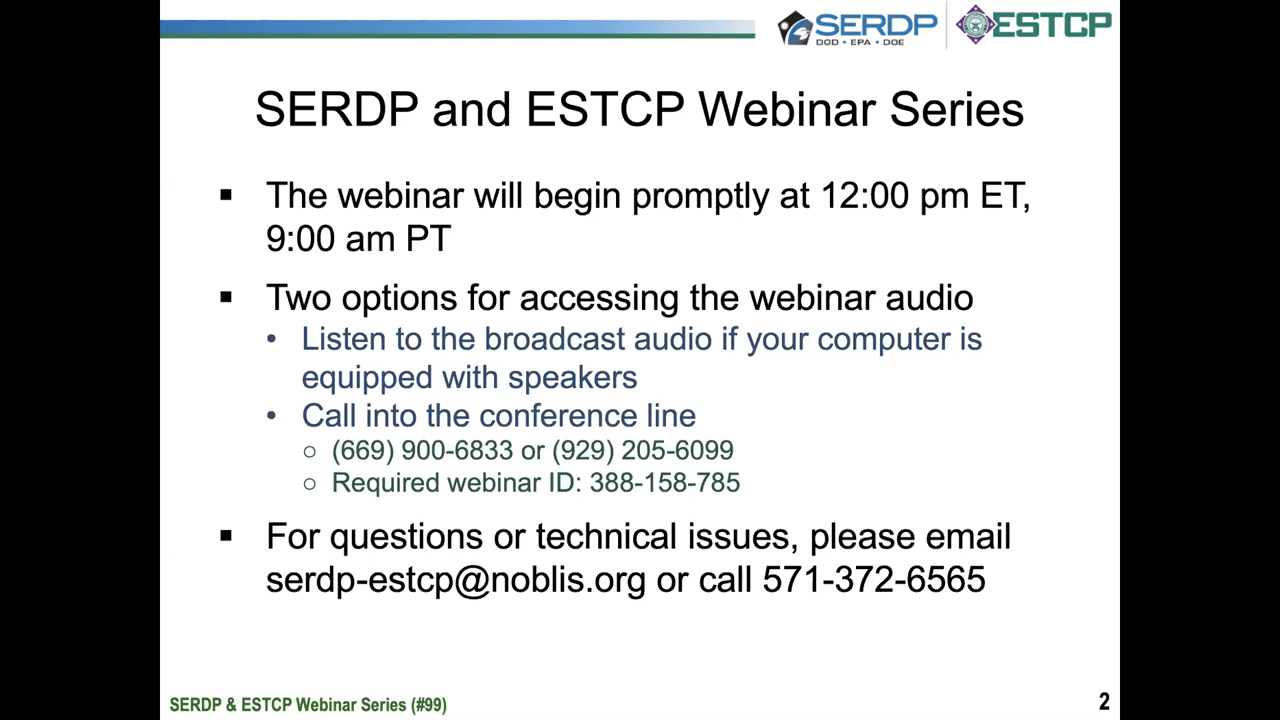 SERDP
DOD • EPA • DOE
ESTCP
SERDP and ESTCP Webinar Series
▪ The webinar will begin promptly at 12:00 pm ET,
9:00 am PT
▪ Two options for accessing the webinar audio
• Listen to the broadcast audio if your computer is
equipped with speakers
• Call into the conference line
○ (669) 900-6833 or (929) 205-6099
○ Required webinar ID: 388-158-785
▪ For questions or technical issues, please email
serdp-estcp@noblis.org or call 571-372-6565
SERDP & ESTCP Webinar Series (#99)
2